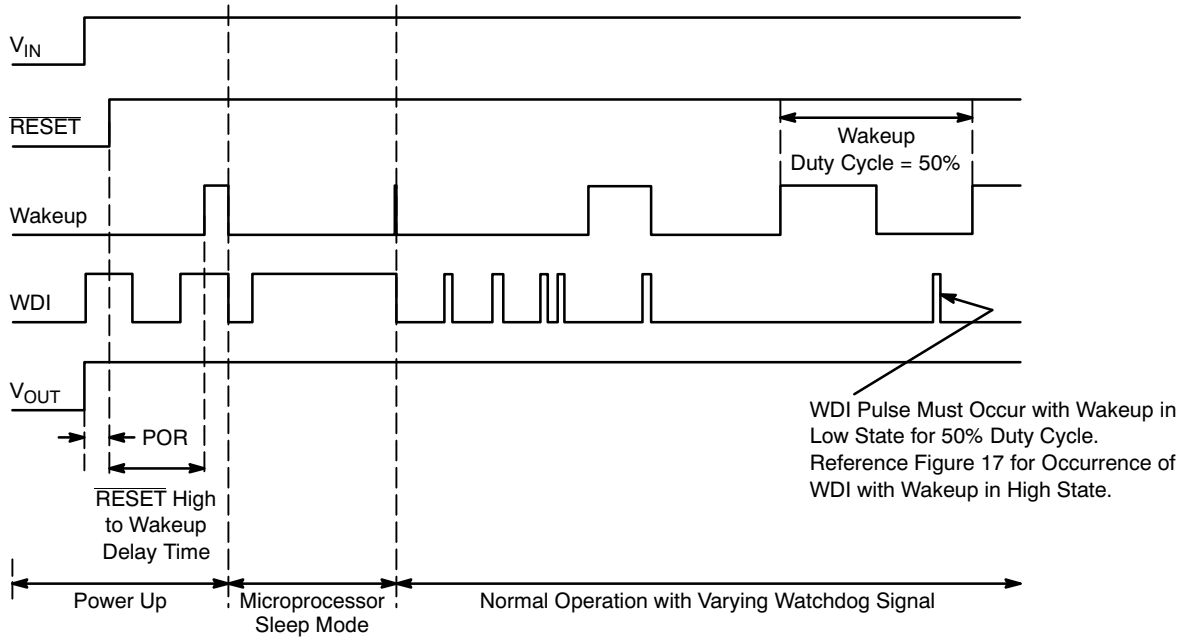 VIN
RESET
Wakeup
Duty Cycle = 50%
Wakeup
WDI
VOUT
POR
RESET High
to Wakeup
Delay Time
WDI Pulse Must Occur with Wakeup in
Low State for 50% Duty Cycle.
Reference Figure 17 for Occurrence of
WDI with Wakeup in High State.
Power Up
Microprocessor
Sleep Mode
Normal Operation with Varying Watchdog Signal